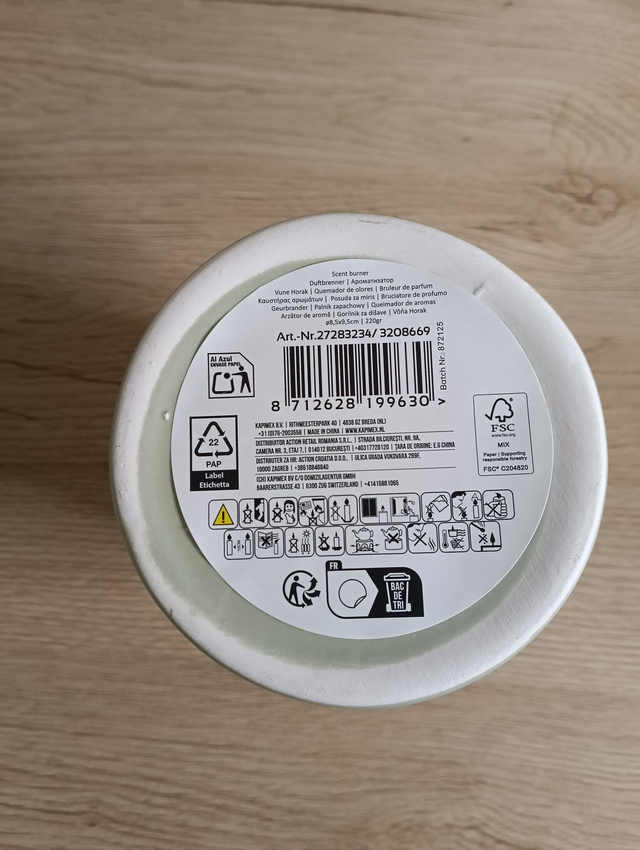 Scent burner
Duftbrenner | Ароматизатор
Vune Horak | Quemador de olores | Bruleur de parfum
Καυστήρας αρωμάτων | Posuda za miris | Bruciatore de profumo
Geurbrander | Palnik zapachowy | Queimador de aromas
Arzător de aromă | Gorilnik za dišave | Vôňa Horak
ø8,5x9,5cm | 220gr
Art.-Nr.27283234/3208669
8 712628 199630 >
Batch Nr.: 872125
Al Azul
ENVASE PAPEL
22
PAP
Label
Etichetta
FSC
www.fsc.org
MIX
Paper | Supporting
responsible forestry
FSC® C204820
KAPIMEX B.V. | RITHMEESTERPARK 40 | 4838 GZ BREDA (NL)
+31 (0)76-2003556 | MADE IN CHINA | WWW.KAPIMEX.NL
DISTRIBUITOR ACTION RETAIL ROMANIA S.R.L., | STRADA BILCIURESTI, NR. 9A,
CAMERA NR. 3, ETAJ 7, | 014012 BUCURESTI | +40317728120 | ȚARA DE ORIGINE: E.G CHINA
DISTRIBUTER ZA HR: ACTION CROATIA D.O.O., | ULICA GRADA VUKOVARA 269F,
10000 ZAGREB | +38518848840
(CH) KAPIMEX BV C/O DOMIZILAGENTUR GMBH
BAARERSTRASSE 43 | 6300 ZUG SWITZERLAND | +41415881065
FR
BAC
DE
TRI